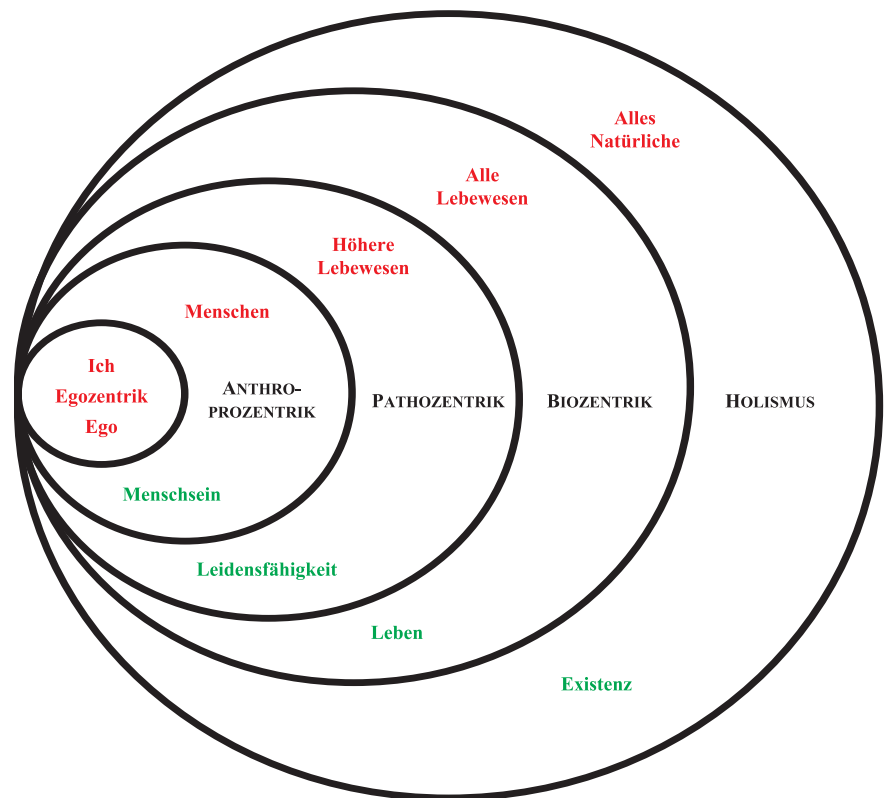 Alles
Natürliche
Alle
Lebewesen
Höhere
Lebewesen
Menschen
Ich
Egozentrik
Ego
ANTHRO-
PROZENTRIK
PATHOZENTRIK
BIOZENTRIK
HOLISMUS
Menschsein
Leidensfähigkeit
Leben
Existenz